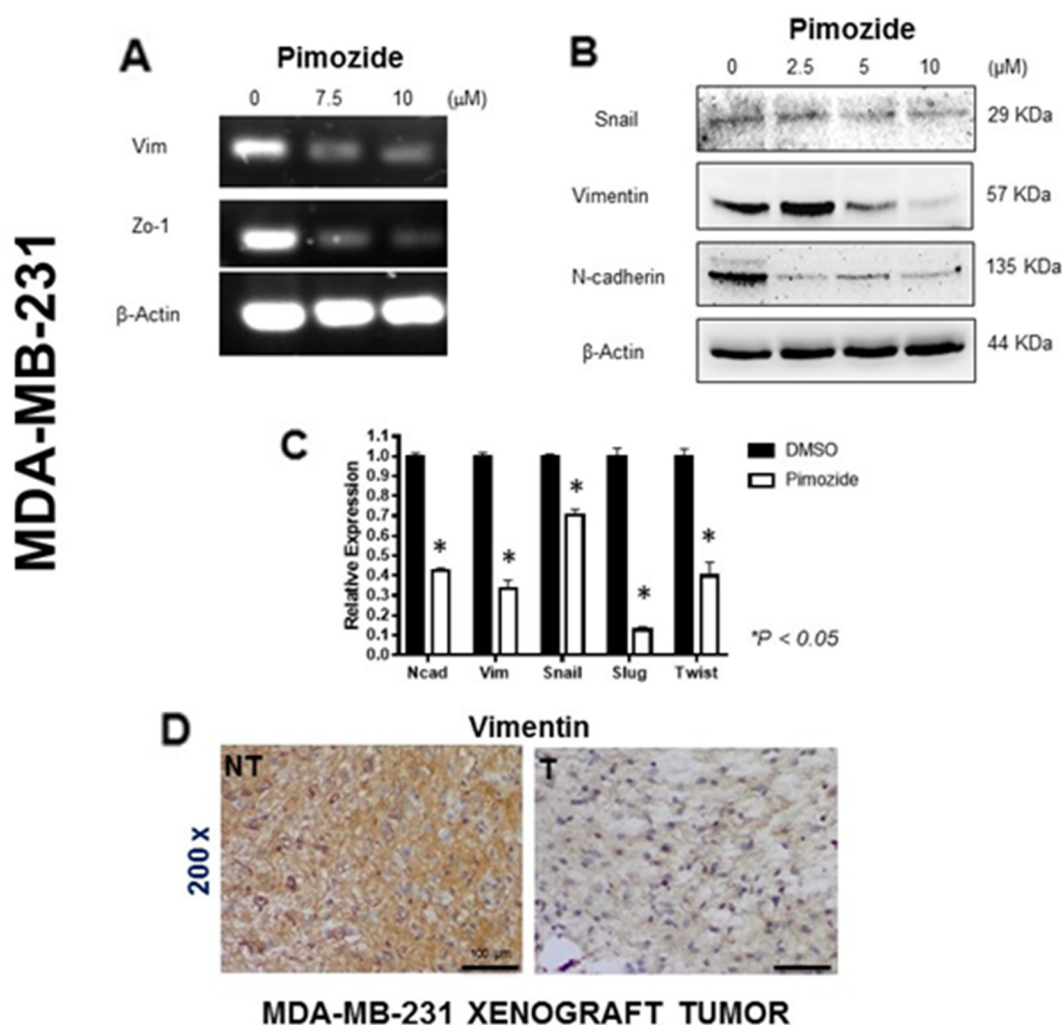 MDA-MB-231
A
Pimozide
0 7.5 10 (µM)
Vim
Zo-1
β-Actin
B
Pimozide
0 2.5 5 10 (µM)
Snail 29 KDa
Vimentin 57 KDa
N-cadherin 135 KDa
β-Actin 44 KDa
C
Relative Expression
1.1
1.0
0.9
0.8
0.7
0.6
0.5
0.4
0.3
0.2
0.1
0.0
* * * * *
Ncad Vim Snail Slug Twist
DMSO
Pimozide
*P < 0.05
D
Vimentin
200 x
NT
T
100 µm
MDA-MB-231 XENOGRAFT TUMOR